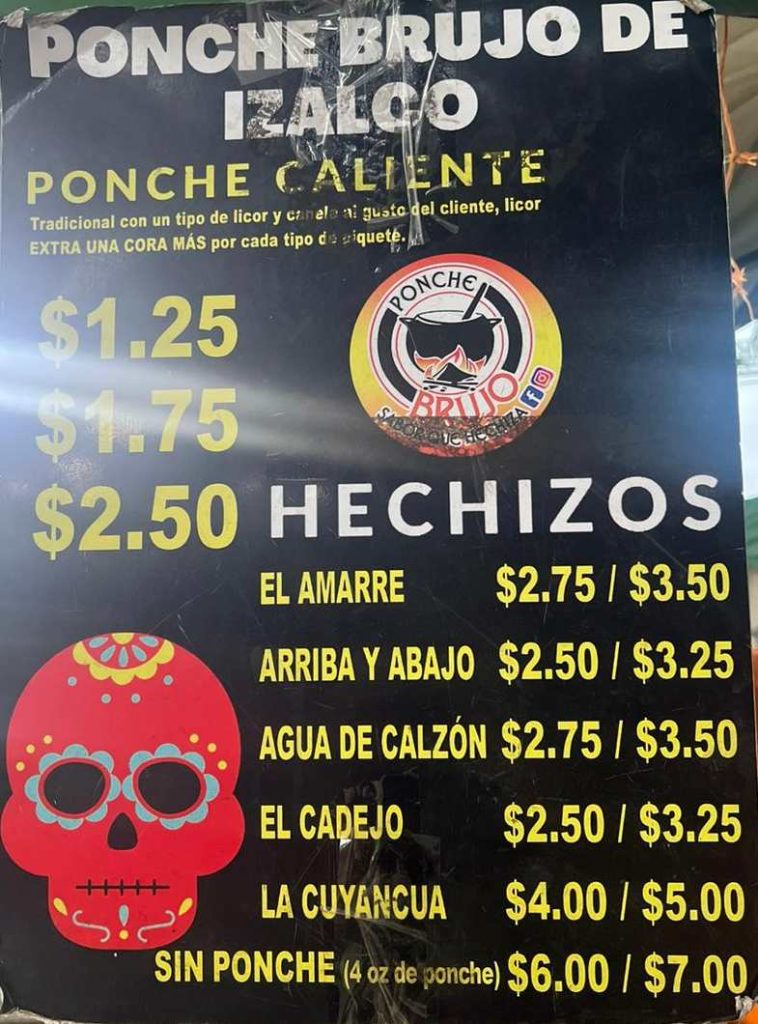 PONCHE BRUJO DE
IZALCO
PONCHE CALIENTE
Tradicional con un tipo de licor y canela al gusto del cliente, licor
EXTRA UNA CORA MÁS por cada tipo de piquete.
$1.25
$1.75
$2.50
PONCHE
BRUJO
SABOR QUE HECHIZA
HECHIZOS
EL AMARRE $2.75 / $3.50
ARRIBA Y ABAJO $2.50 / $3.25
AGUA DE CALZÓN $2.75 / $3.50
EL CADEJO $2.50 / $3.25
LA CUYANCUA $4.00 / $5.00
SIN PONCHE (4 oz de ponche) $6.00 / $7.00